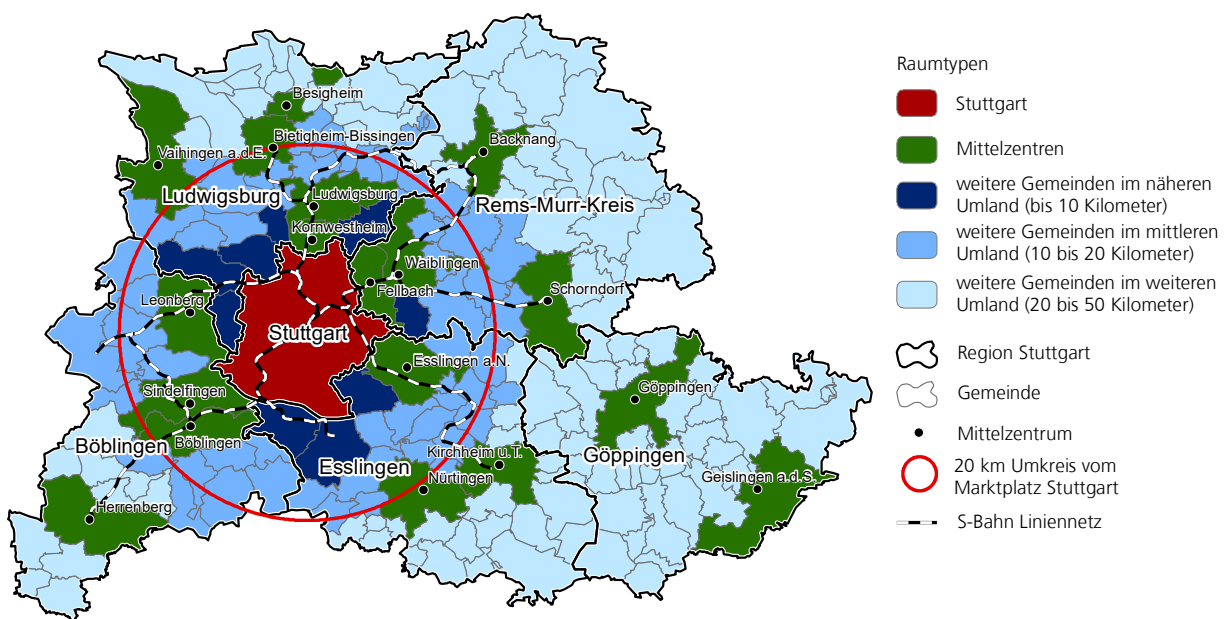 Besigheim
Bietigheim-Bissingen
Backnang
Vaihingen a.d.E.
Ludwigsburg
Ludwigsburg
Rems-Murr-Kreis
Kornwestheim
Waiblingen
Fellbach
Schorndorf
Leonberg
Stuttgart
Esslingen a.N.
Sindelfingen
Göppingen
Böblingen
Böblingen
Kirchheim u.T.
Esslingen
Göppingen
Nürtingen
Geislingen a.d.S.
Herrenberg
Raumtypen
Stuttgart
Mittelzentren
weitere Gemeinden im näheren
Umland (bis 10 Kilometer)
weitere Gemeinden im mittleren
Umland (10 bis 20 Kilometer)
weitere Gemeinden im weiteren
Umland (20 bis 50 Kilometer)
Region Stuttgart
Gemeinde
Mittelzentrum
20 km Umkreis vom
Marktplatz Stuttgart
S-Bahn Liniennetz